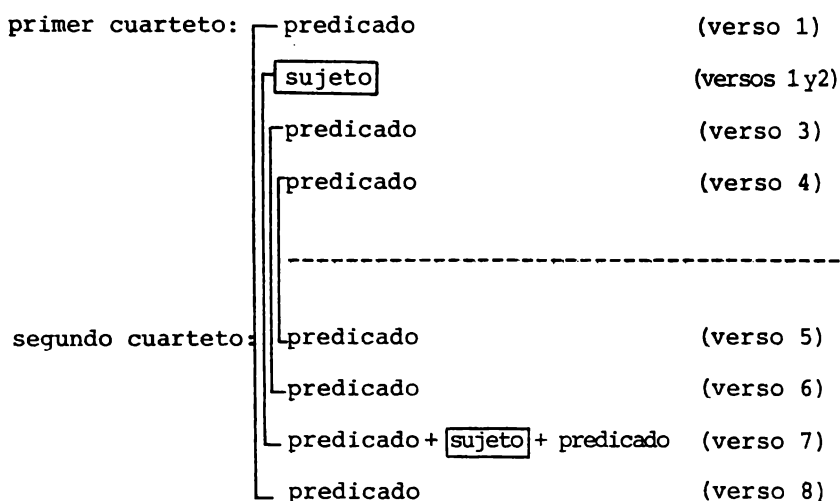 primer cuarteto: predicado (verso 1)
sujeto (versos 1 y2)
predicado (verso 3)
predicado (verso 4)
segundo cuarteto: predicado (verso 5)
predicado (verso 6)
predicado + sujeto + predicado (verso 7)
predicado (verso 8)